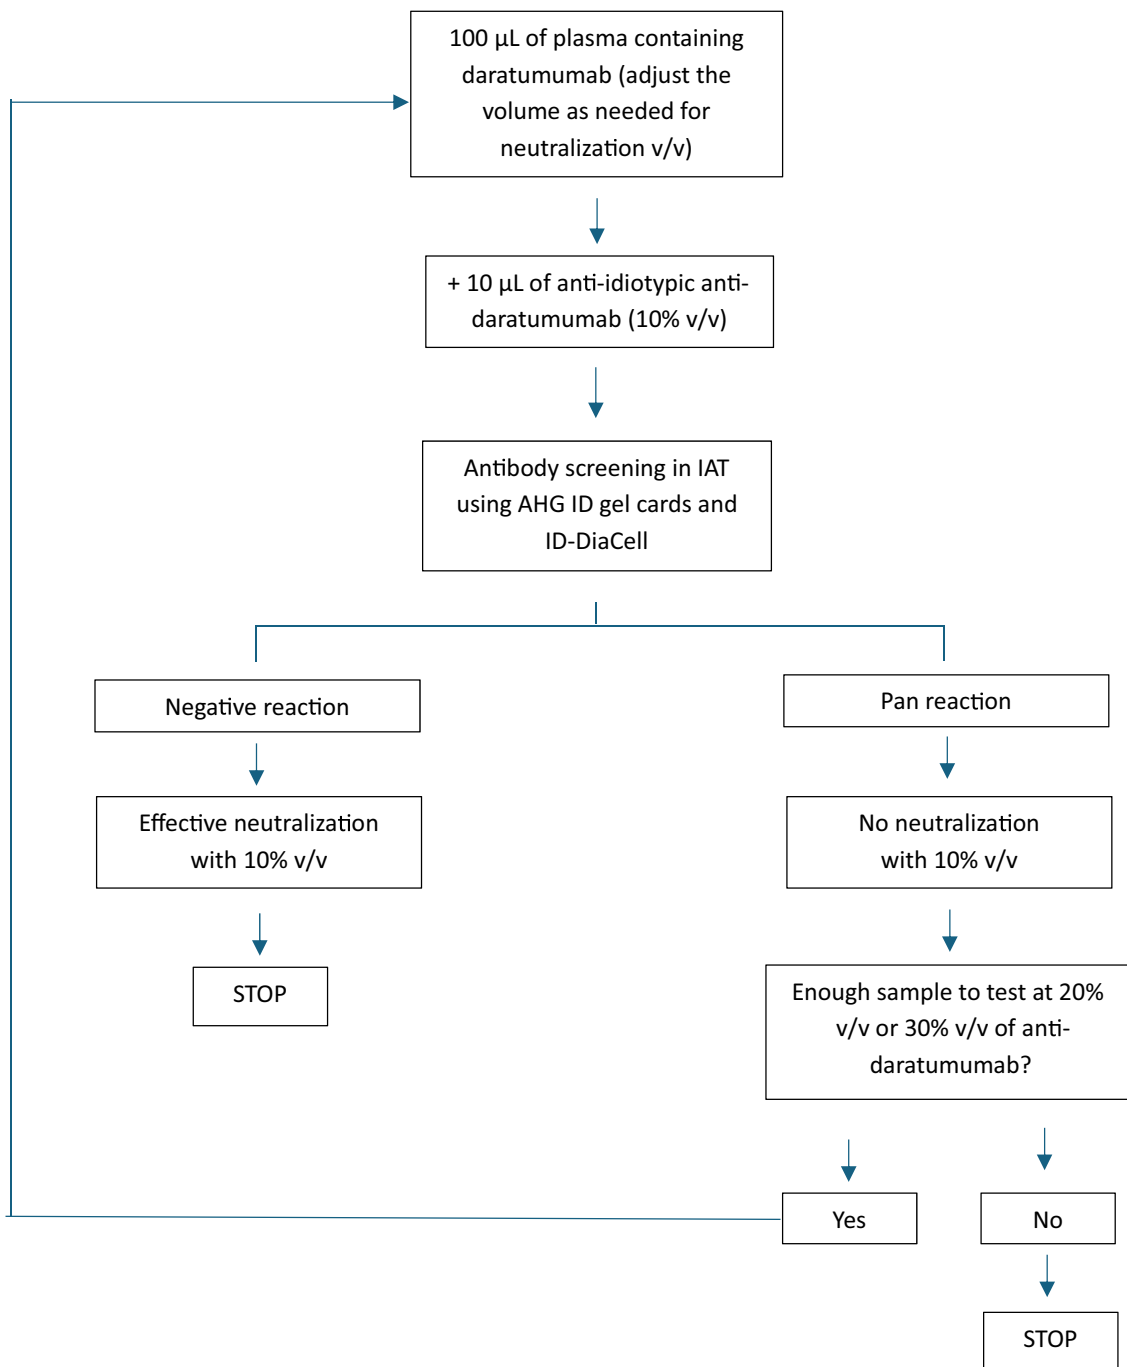 100 µL of plasma containing
daratumumab (adjust the
volume as needed for
neutralization v/v)
+ 10 µL of anti-idiotypic anti-
daratumumab (10% v/v)
Antibody screening in IAT
using AHG ID gel cards and
ID-DiaCell
Negative reaction
Pan reaction
Effective neutralization
with 10% v/v
No neutralization
with 10% v/v
STOP
Enough sample to test at 20%
v/v or 30% v/v of anti-
daratumumab?
Yes
No
STOP